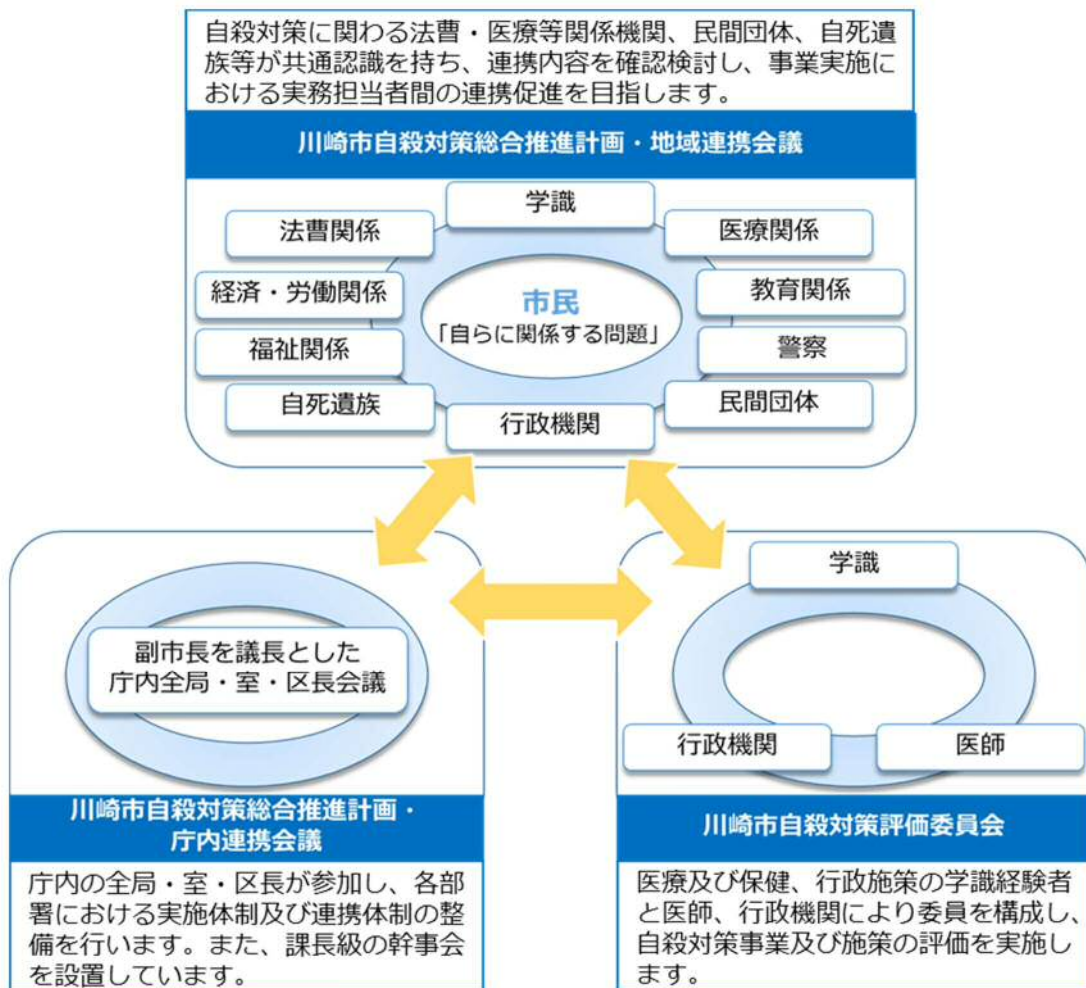 自殺対策に関わる法曹・医療等関係機関、民間団体、自死遺
族等が共通認識を持ち、連携内容を確認検討し、事業実施に
おける実務担当者間の連携促進を目指します。
川崎市自殺対策総合推進計画・地域連携会議
学識
法曹関係
医療関係
経済・労働関係
教育関係
市民
「自らに関係する問題」
福祉関係
警察
自死遺族
民間団体
行政機関
副市長を議長とした
庁内全局・室・区長会議
川崎市自殺対策総合推進計画・
庁内連携会議
庁内の全局・室・区長が参加し、各部
署における実施体制及び連携体制の整
備を行います。また、課長級の幹事会
を設置しています。
学識
行政機関
医師
川崎市自殺対策評価委員会
医療及び保健、行政施策の学識経験者
と医師、行政機関により委員を構成し、
自殺対策事業及び施策の評価を実施し
ます。